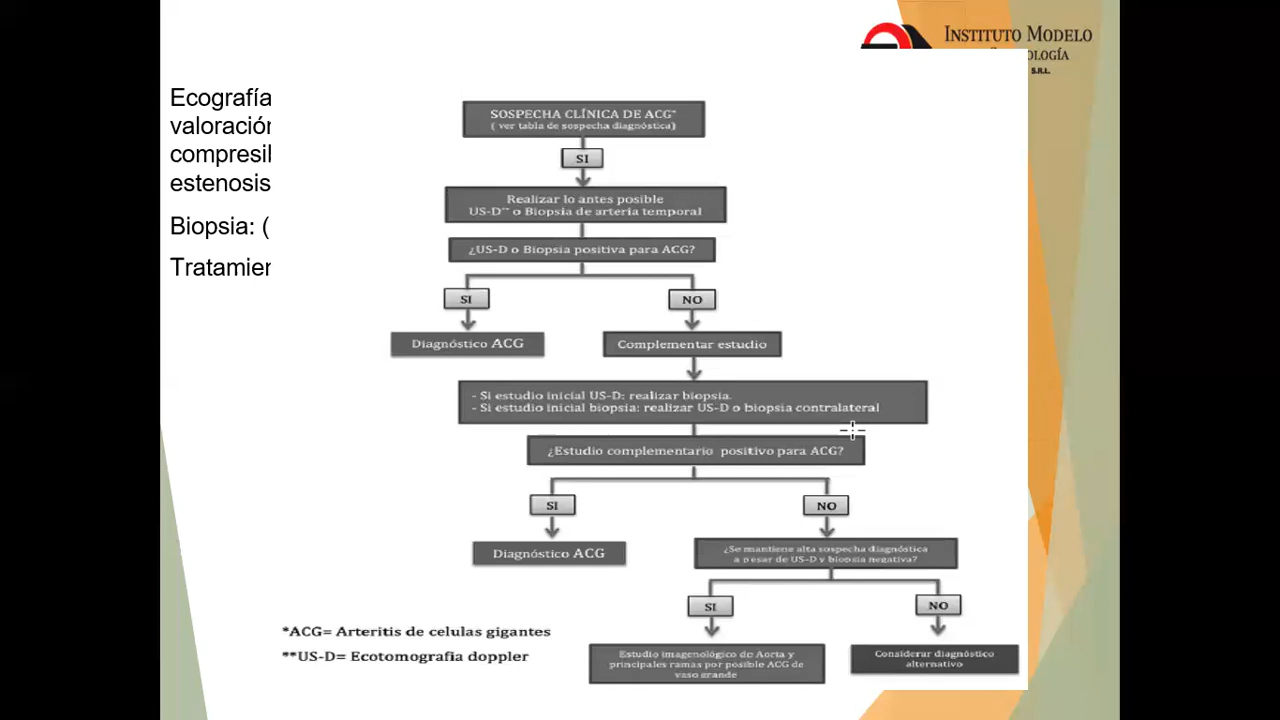 INSTITUTO MODELO
OLOGÍA
S.R.L.
Ecografía
valoración
compresil
estenosis
Biopsia: (
Tratamien
SOSPECHA CLÍNICA DE ACG*
( ver tabla de sospecha diagnóstica)
SI
Realizar lo antes posible
US-D** o Biopsia de arteria temporal
¿US-D o Biopsia positiva para ACG?
SI NO
Diagnóstico ACG Complementar estudio
- Si estudio inicial US-D: realizar biopsia.
- Si estudio inicial biopsia: realizar US-D o biopsia contralateral
¿Estudio complementario positivo para ACG?
SI NO
Diagnóstico ACG
¿Se mantiene alta sospecha diagnóstica
a pesar de US-D y biopsia negativa?
SI NO
Estudio imagenológico de Aorta y
principales ramas por posible ACG de
vaso grande
Considerar diagnóstico
alternativo
*ACG= Arteritis de celulas gigantes
**US-D= Ecotomografia doppler